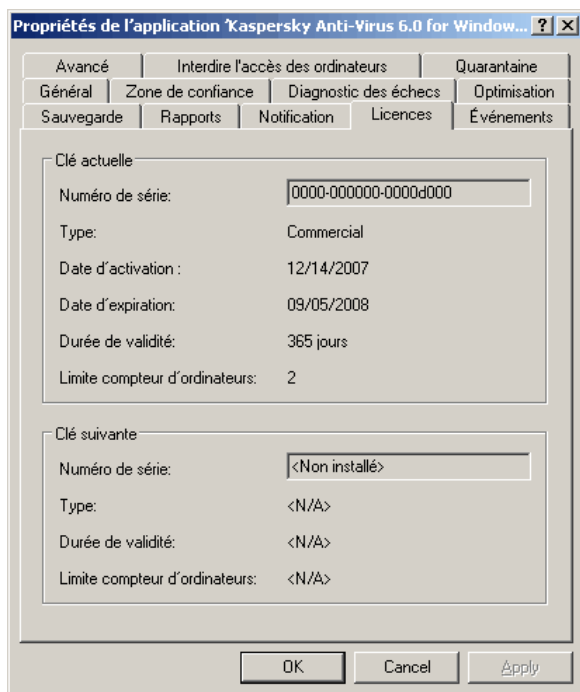 Propriétés de l'application 'Kaspersky Anti-Virus 6.0 for Window...
Avancé Interdire l'accès des ordinateurs Quarantaine
Général Zone de confiance Diagnostic des échecs Optimisation
Sauvegarde Rapports Notification Licences Événements
Clé actuelle
Numéro de série: 0000-000000-0000d000
Type: Commercial
Date d'activation : 12/14/2007
Date d'expiration: 09/05/2008
Durée de validité: 365 jours
Limite compteur d'ordinateurs: 2
Clé suivante
Numéro de série: <Non installé>
Type: <N/A>
Durée de validité: <N/A>
Limite compteur d'ordinateurs: <N/A>
OK Cancel Apply